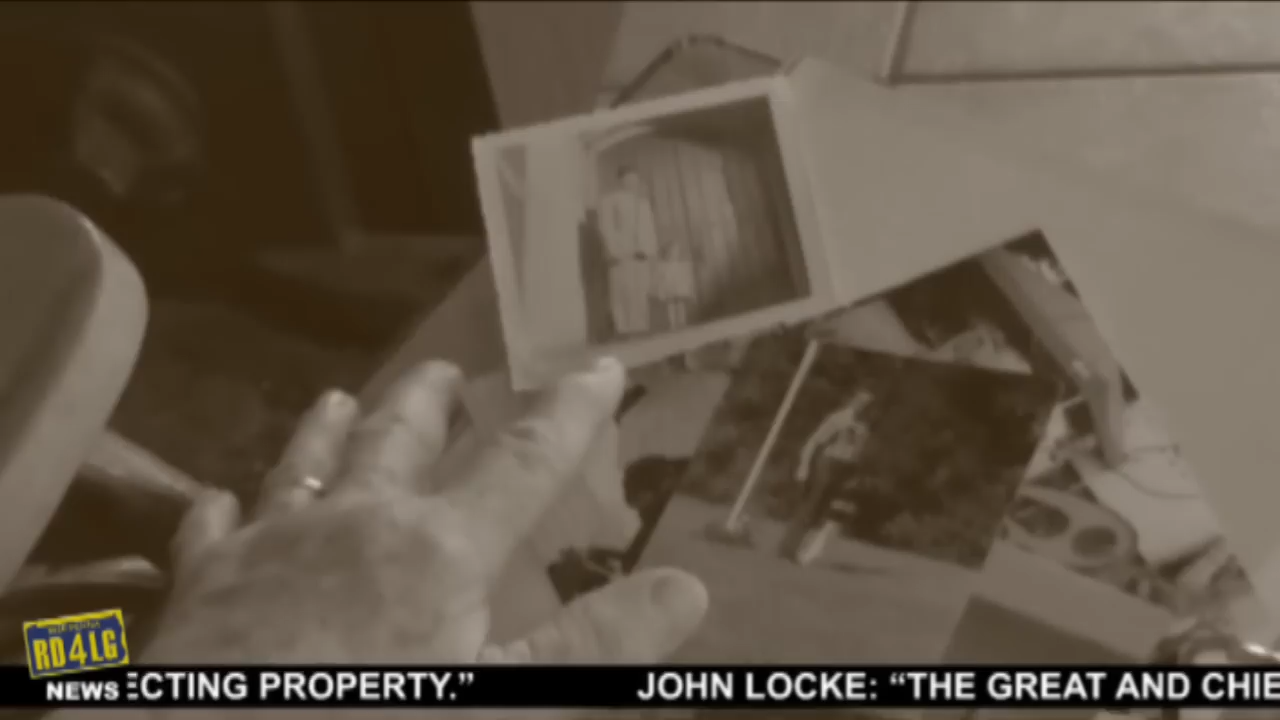 RD4LG
NEWS
ECTING PROPERTY.” JOHN LOCKE: “THE GREAT AND CHIE